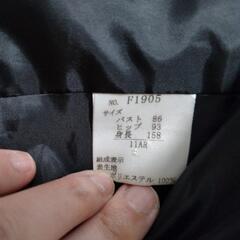 NO. F1905
サイズ
バスト 86
ヒップ 93
身長 158
11AR
組成表示
表生地
ポリエステル 100%